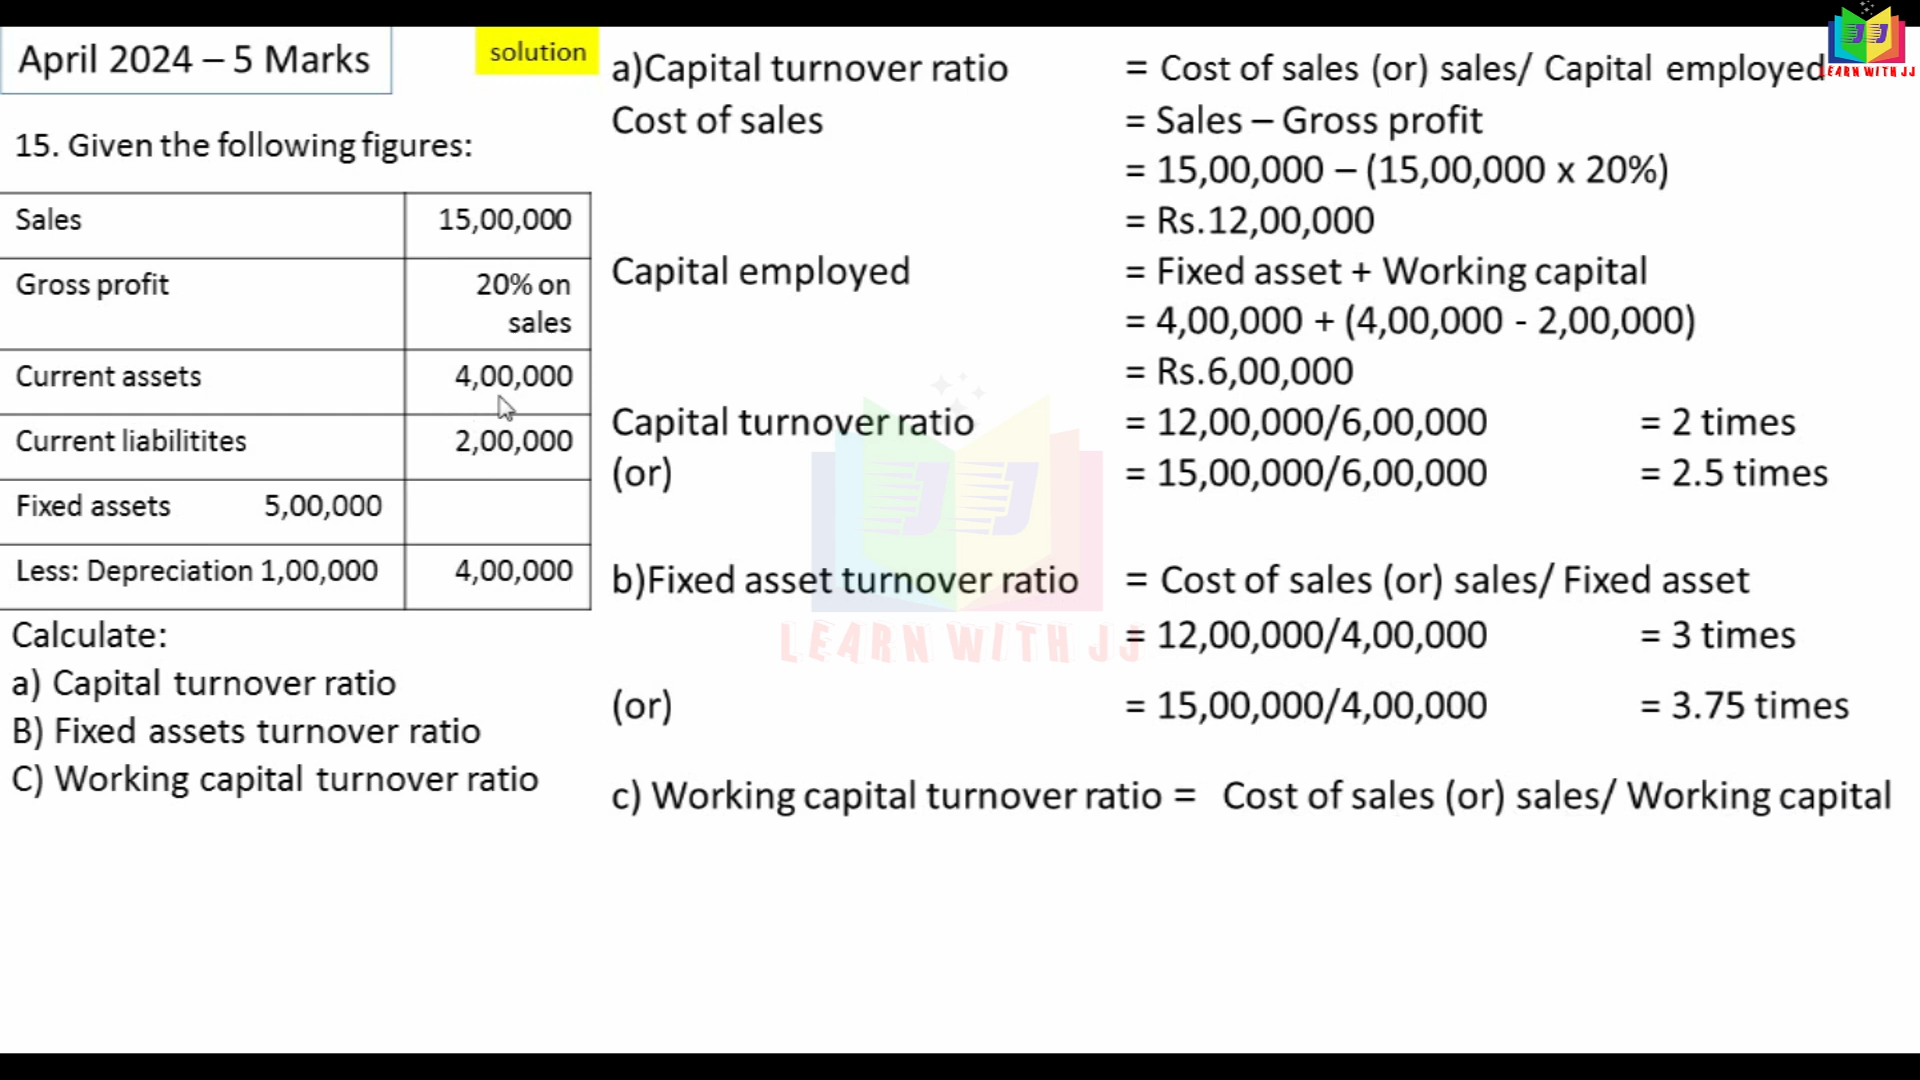 April 2024 – 5 Marks
solution
15. Given the following figures:
Sales 15,00,000
Gross profit 20% on
sales
Current assets 4,00,000
Current liabilitites 2,00,000
Fixed assets 5,00,000
Less: Depreciation 1,00,000 4,00,000
Calculate:
a) Capital turnover ratio
B) Fixed assets turnover ratio
C) Working capital turnover ratio
a)Capital turnover ratio = Cost of sales (or) sales/ Capital employed
Cost of sales = Sales – Gross profit
= 15,00,000 – (15,00,000 x 20%)
= Rs.12,00,000
Capital employed = Fixed asset + Working capital
= 4,00,000 + (4,00,000 - 2,00,000)
= Rs.6,00,000
Capital turnover ratio = 12,00,000/6,00,000 = 2 times
(or) = 15,00,000/6,00,000 = 2.5 times
b)Fixed asset turnover ratio = Cost of sales (or) sales/ Fixed asset
= 12,00,000/4,00,000 = 3 times
(or) = 15,00,000/4,00,000 = 3.75 times
c) Working capital turnover ratio = Cost of sales (or) sales/ Working capital
JJ
LEARN WITH JJ
JJ
LEARN WITH JJ